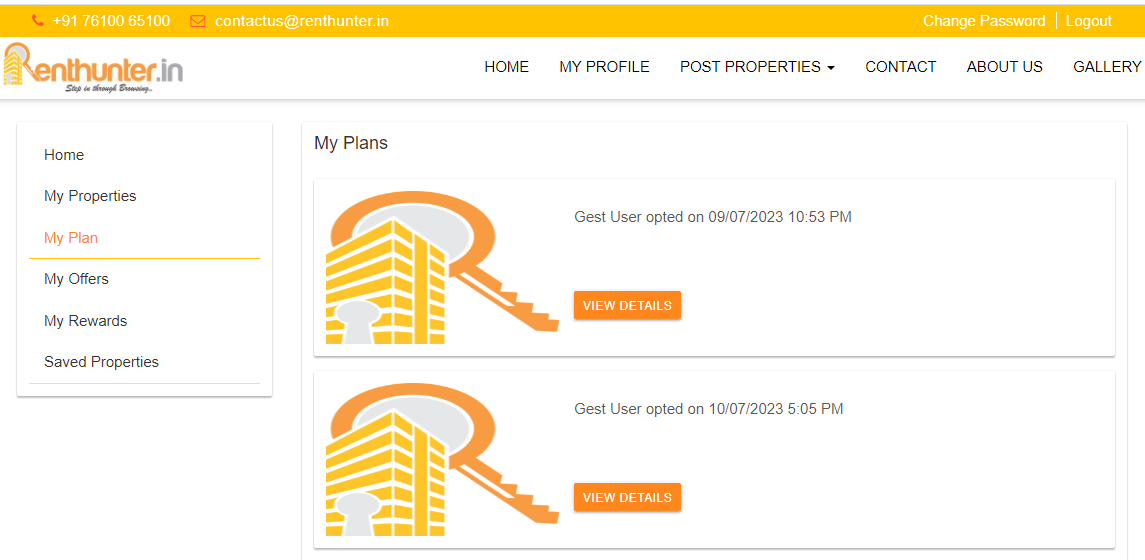 +91 76100 65100 contactus@renthunter.in Change Password Logout
Renthunter.in
Step in through Browsing..
HOME MY PROFILE POST PROPERTIES CONTACT ABOUT US GALLERY
Home
My Properties
My Plan
My Offers
My Rewards
Saved Properties
My Plans
Gest User opted on 09/07/2023 10:53 PM
VIEW DETAILS
Gest User opted on 10/07/2023 5:05 PM
VIEW DETAILS